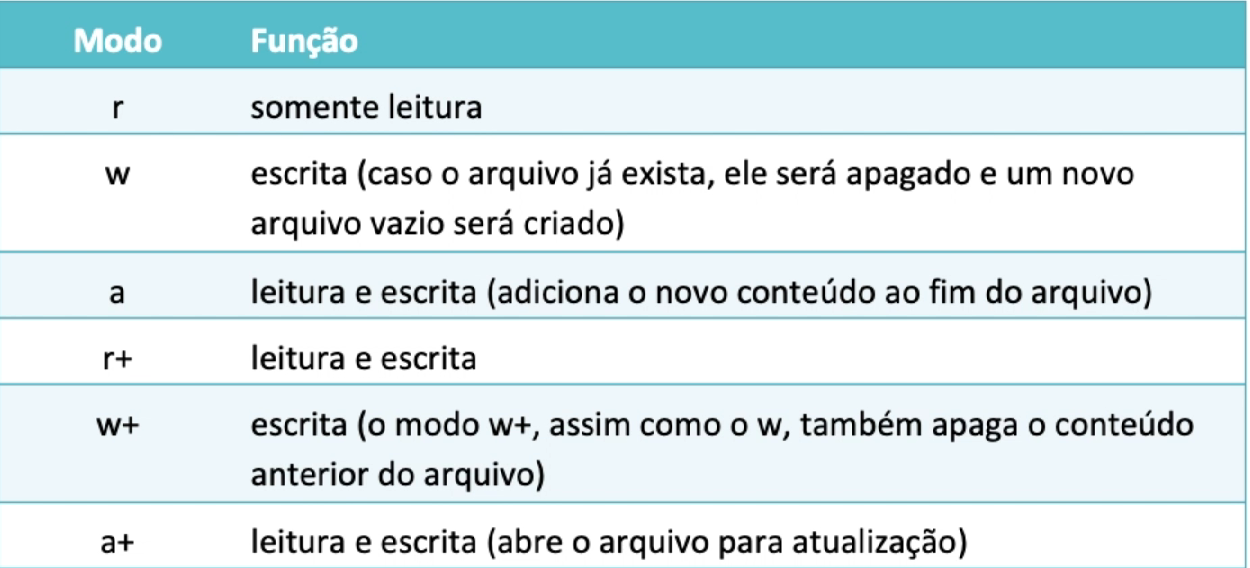 Modo Função
r somente leitura
w escrita (caso o arquivo já exista, ele será apagado e um novo
arquivo vazio será criado)
a leitura e escrita (adiciona o novo conteúdo ao fim do arquivo)
r+ leitura e escrita
w+ escrita (o modo w+, assim como o w, também apaga o conteúdo
anterior do arquivo)
a+ leitura e escrita (abre o arquivo para atualização)